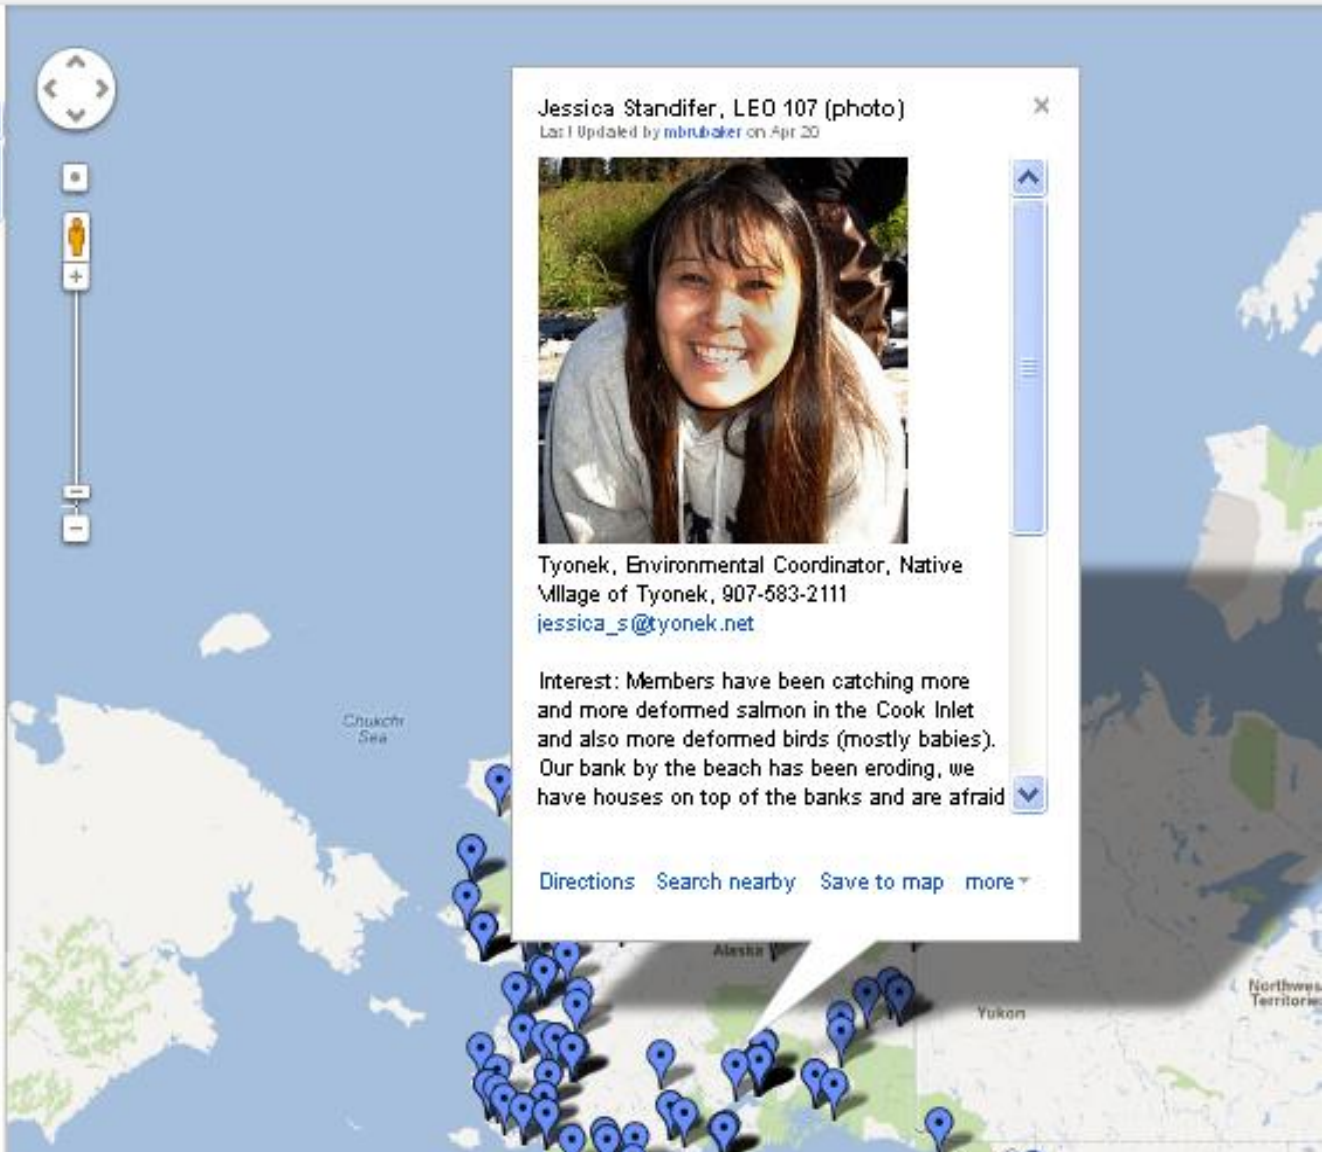 Jessica Standifer, LEO 107 (photo)
Last Updated by mbrubaker on Apr 20
Tyonek, Environmental Coordinator, Native
Village of Tyonek, 907-583-2111
jessica_s@tyonek.net
Interest: Members have been catching more
and more deformed salmon in the Cook Inlet
and also more deformed birds (mostly babies).
Our bank by the beach has been eroding, we
have houses on top of the banks and are afraid
Directions Search nearby Save to map more
Chukchi
Sea
Alaska
Yukon
Northwes
Territorie